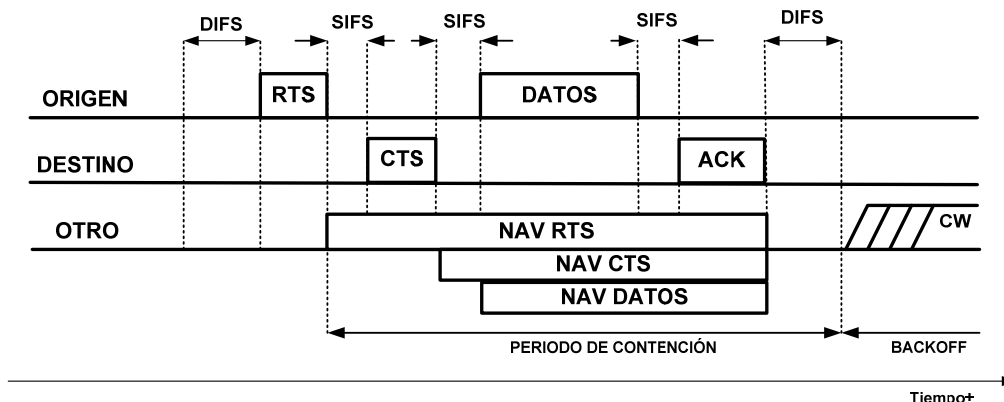 DIFS
SIFS
SIFS
SIFS
DIFS
ORIGEN
RTS
DATOS
DESTINO
CTS
ACK
OTRO
NAV RTS
CW
NAV CTS
NAV DATOS
PERIODO DE CONTENCIÓN
BACKOFF
Tiempo